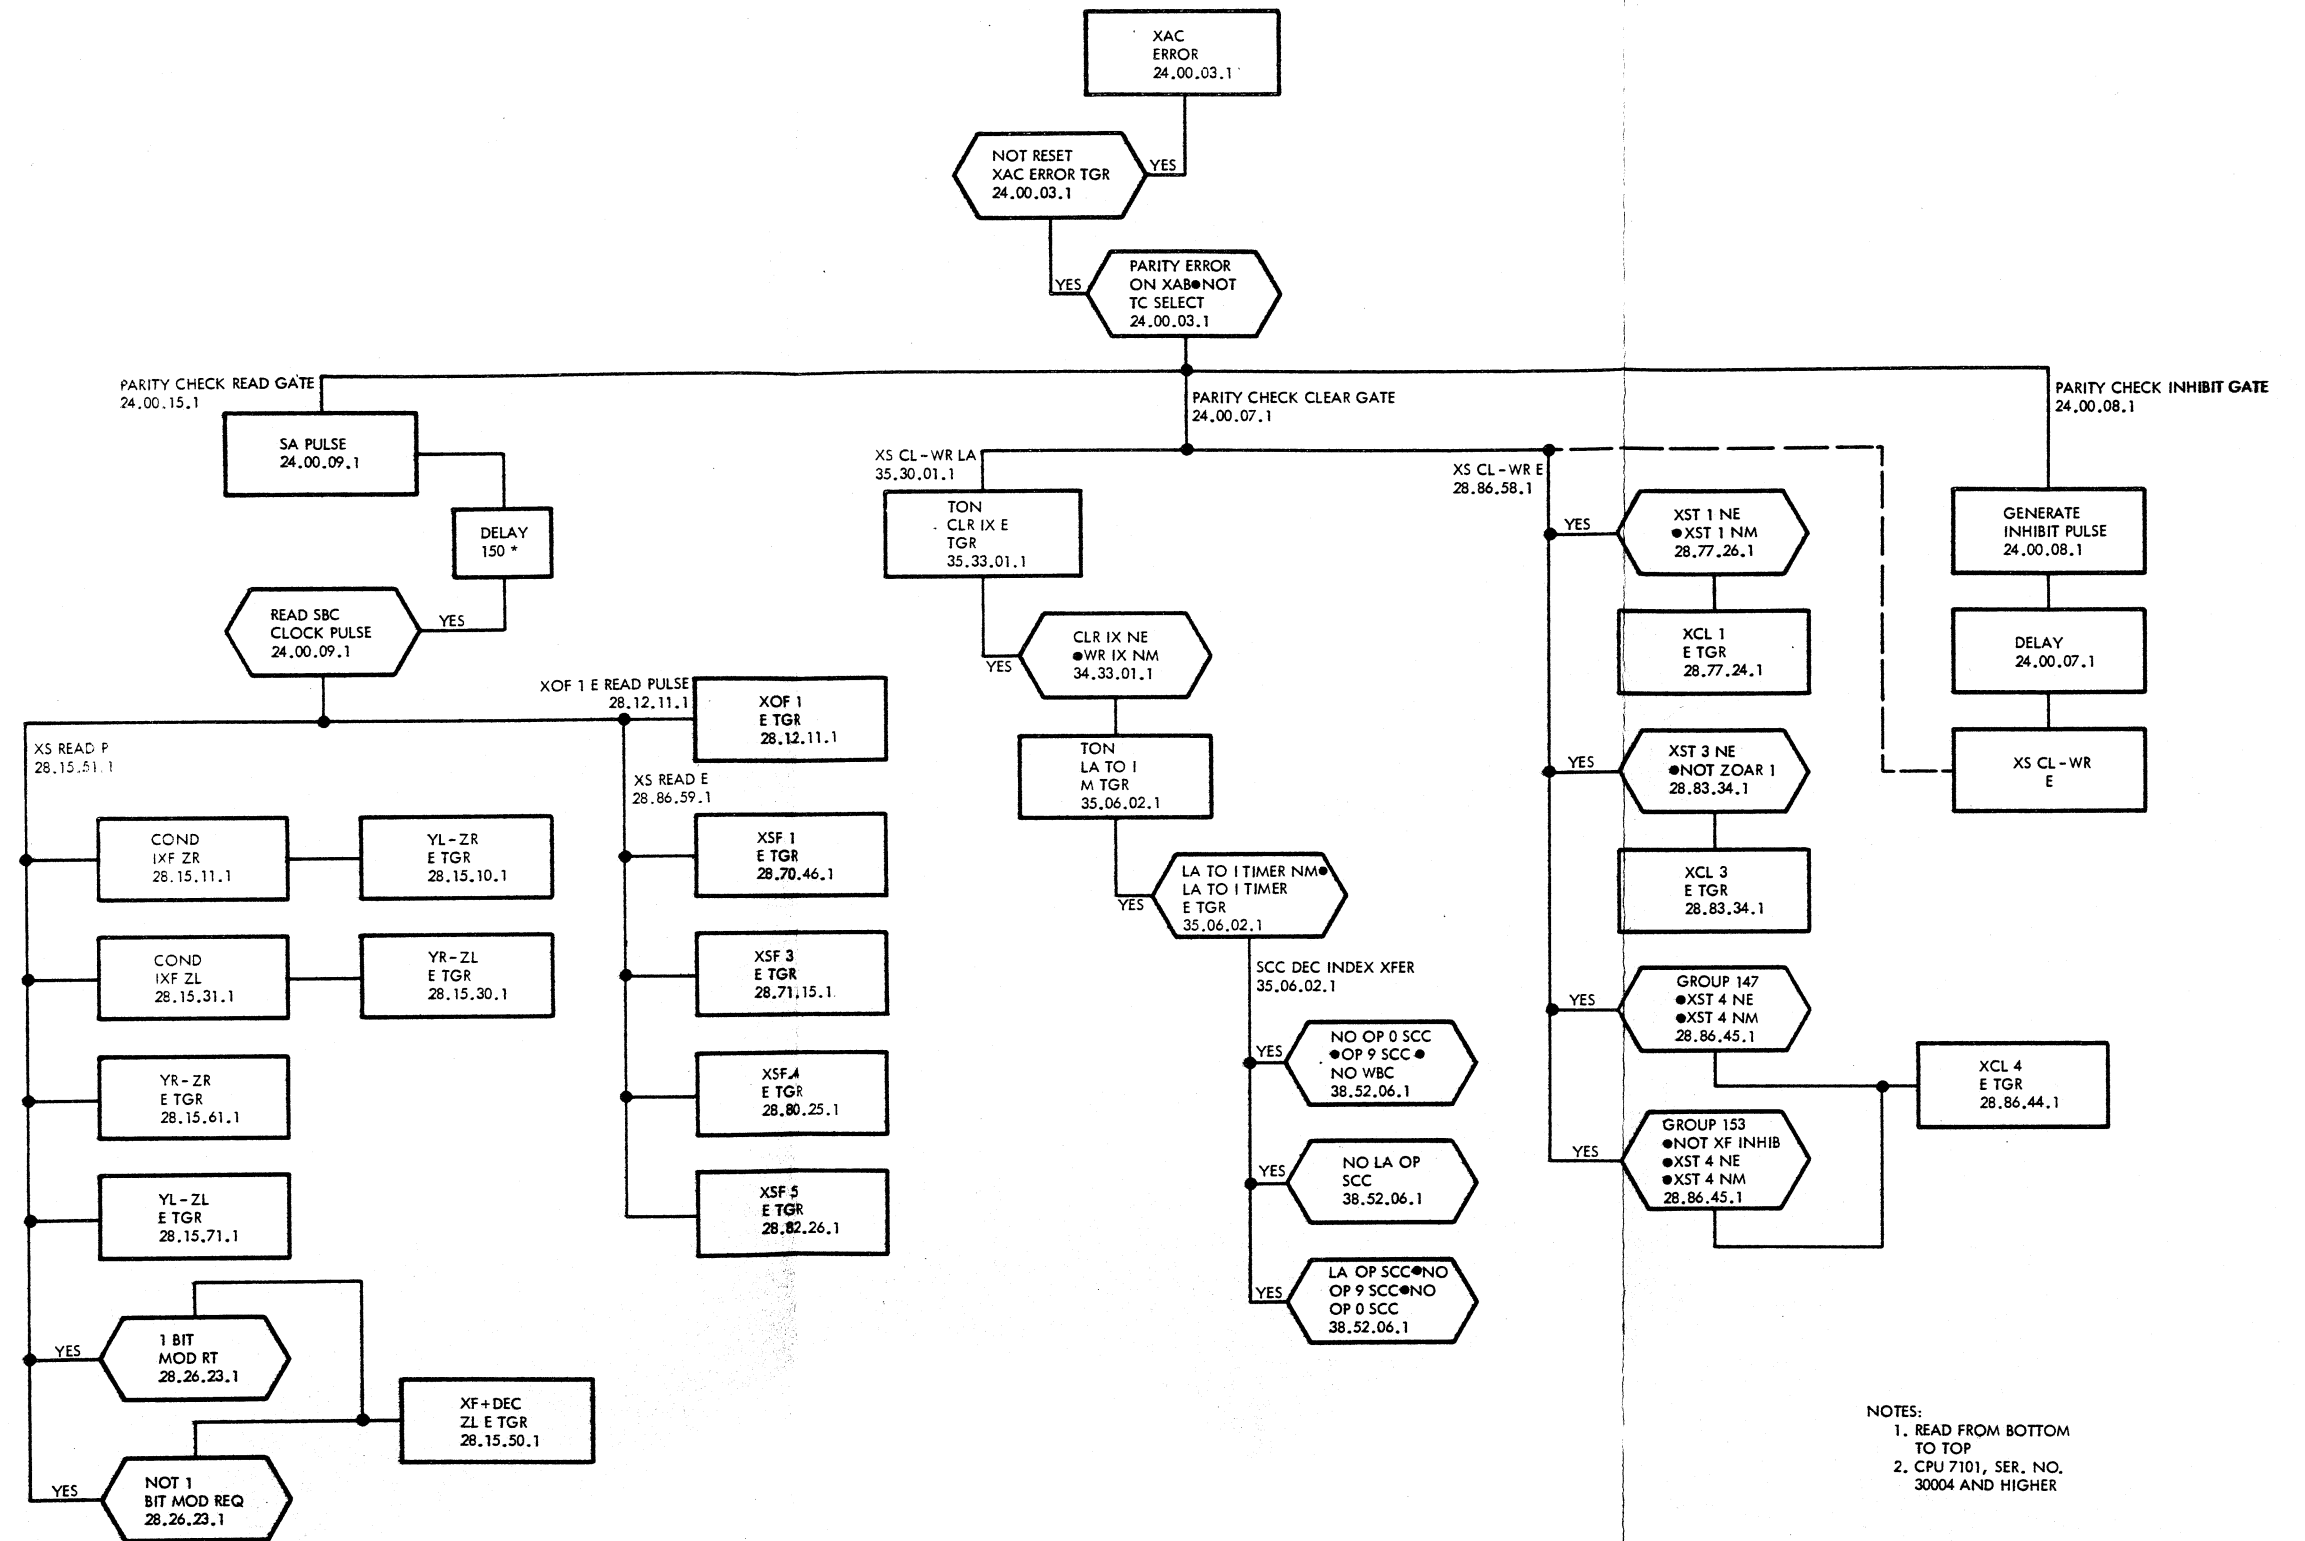 XAC
ERROR
24.00.03.1
NOT RESET
XAC ERROR TGR
24.00.03.1
YES
PARITY ERROR
ON XAB●NOT
TC SELECT
24.00.03.1
YES
PARITY CHECK READ GATE
24.00.15.1
SA PULSE
24.00.09.1
DELAY
150 *
READ SBC
CLOCK PULSE
24.00.09.1
YES
XS READ P
28.15.51.1
COND
IXF ZR
28.15.11.1
YL-ZR
E TGR
28.15.10.1
COND
IXF ZL
28.15.31.1
YR-ZL
E TGR
28.15.30.1
YR-ZR
E TGR
28.15.61.1
YL-ZL
E TGR
28.15.71.1
YES
1 BIT
MOD RT
28.26.23.1
XF+DEC
ZL E TGR
28.15.50.1
YES
NOT 1
BIT MOD REQ
28.26.23.1
XOF 1 E READ PULSE
28.12.11.1
XOF 1
E TGR
28.12.11.1
XS READ E
28.86.59.1
XSF 1
E TGR
28.70.46.1
XSF 3
E TGR
28.71.15.1
XSF 4
E TGR
28.80.25.1
XSF 5
E TGR
28.82.26.1
PARITY CHECK CLEAR GATE
24.00.07.1
XS CL-WR LA
35.30.01.1
TON
CLR IX E
TGR
35.33.01.1
YES
CLR IX NE
●WR IX NM
34.33.01.1
TON
LA TO I
M TGR
35.06.02.1
YES
LA TO I TIMER NM●
LA TO I TIMER
E TGR
35.06.02.1
SCC DEC INDEX XFER
35.06.02.1
YES
NO OP 0 SCC
●OP 9 SCC●
NO WBC
38.52.06.1
YES
NO LA OP
SCC
38.52.06.1
YES
LA OP SCC●NO
OP 9 SCC●NO
OP 0 SCC
38.52.06.1
XS CL-WR E
28.86.58.1
YES
XST 1 NE
●XST 1 NM
28.77.26.1
XCL 1
E TGR
28.77.24.1
YES
XST 3 NE
●NOT ZOAR 1
28.83.34.1
XCL 3
E TGR
28.83.34.1
YES
GROUP 147
●XST 4 NE
●XST 4 NM
28.86.45.1
XCL 4
E TGR
28.86.44.1
YES
GROUP 153
●NOT XF INHIB
●XST 4 NE
●XST 4 NM
28.86.45.1
PARITY CHECK INHIBIT GATE
24.00.08.1
GENERATE
INHIBIT PULSE
24.00.08.1
DELAY
24.00.07.1
XS CL-WR
E
NOTES:
1. READ FROM BOTTOM
TO TOP
2. CPU 7101, SER. NO.
30004 AND HIGHER